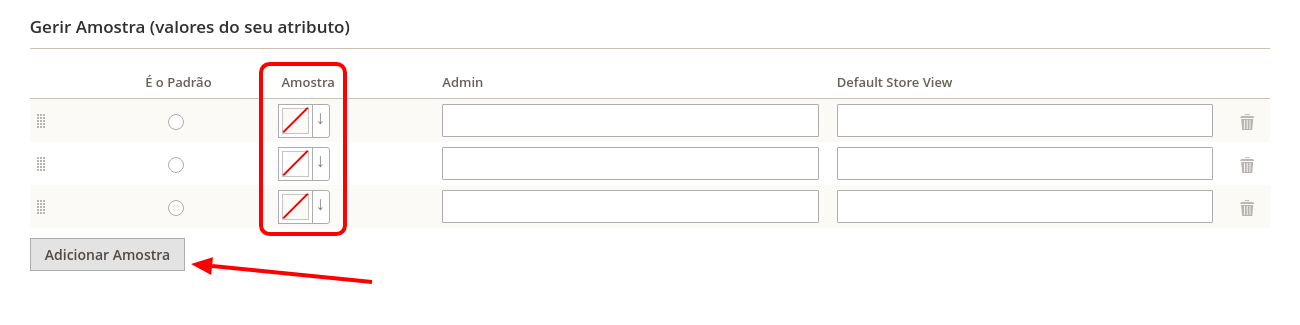 Gerir Amostra (valores do seu atributo)
É o Padrão Amostra Admin Default Store View
Adicionar Amostra